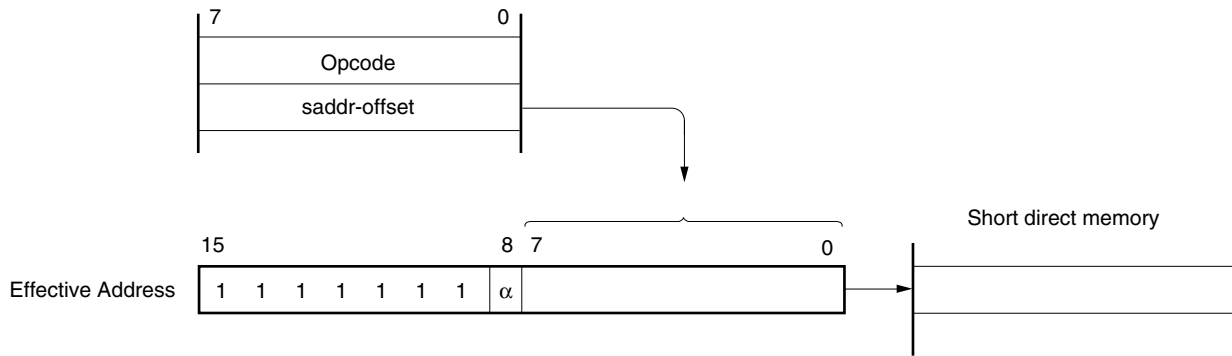 7 0
Opcode
saddr-offset
Short direct memory
15 8 7 0
Effective Address 1 1 1 1 1 1 1 α